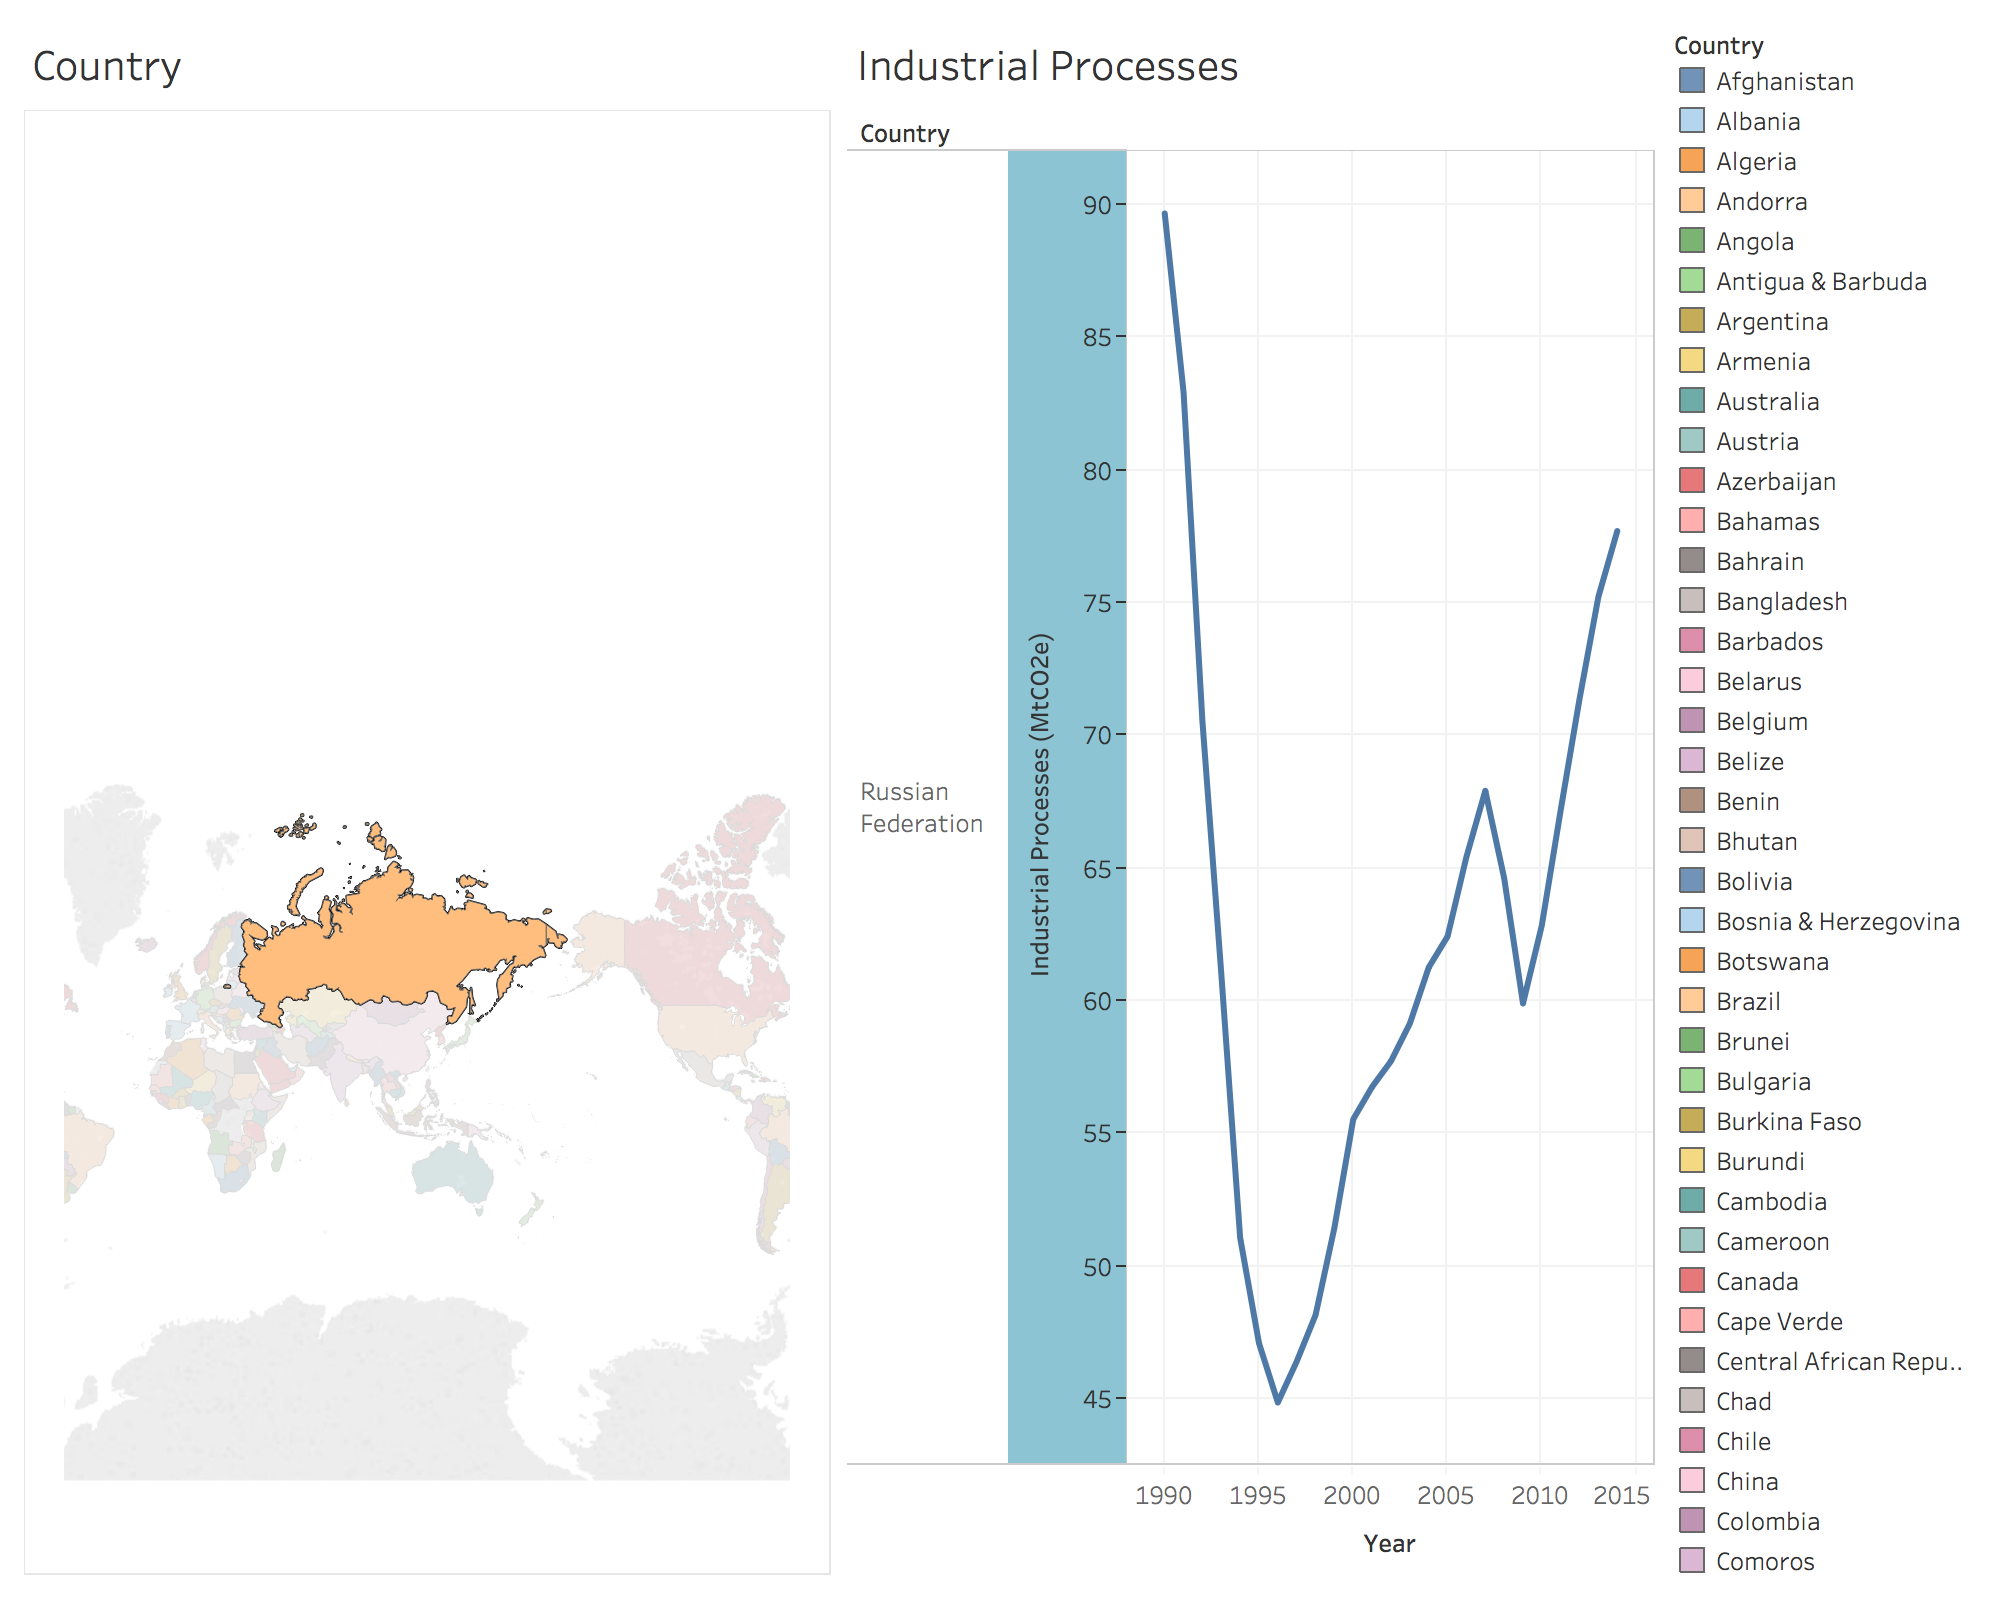 Country
Industrial Processes
Country
Russian
Federation
Industrial Processes (MtCO2e)
90
85
80
75
70
65
60
55
50
45
1990 1995 2000 2005 2010 2015
Year
Country
Afghanistan
Albania
Algeria
Andorra
Angola
Antigua & Barbuda
Argentina
Armenia
Australia
Austria
Azerbaijan
Bahamas
Bahrain
Bangladesh
Barbados
Belarus
Belgium
Belize
Benin
Bhutan
Bolivia
Bosnia & Herzegovina
Botswana
Brazil
Brunei
Bulgaria
Burkina Faso
Burundi
Cambodia
Cameroon
Canada
Cape Verde
Central African Repu..
Chad
Chile
China
Colombia
Comoros